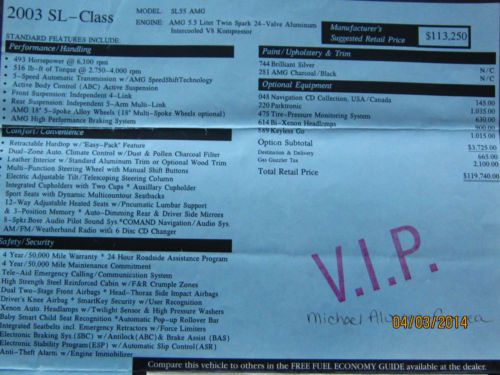 2003 SL-Class
MODEL: SL55 AMG
ENGINE: AMG 5.5 Liter Twin Spark 24-Valve Aluminum
Intercooled V8 Kompressor
Manufacturer's
Suggested Retail Price
$113,250
STANDARD FEATURES INCLUDE:
Performance/Handling
• 493 Horsepower @ 6,100 rpm
• 516 lb-ft of Torque @ 2,750-4,000 rpm
• 5-Speed Automatic Transmission w/AMG SpeedShiftTechnology
• Active Body Control (ABC) Active Suspension
• Front Suspension: Independent 4-Link
Rear Suspension: Independent 5-Arm Multi-Link
• AMG 18" 5-Spoke Alloy Wheels (18" Multi-Spoke Wheels optional)
AMG High Performance Braking System
Comfort/Convenience
• Retractable Hardtop w/"Easy-Pack" Feature
• Dual-Zone Auto. Climate Control w/Dust & Pollen Charcoal Filter
• Leather Interior w/Standard Aluminum Trim or Optional Wood Trim
• Multi-Function Steering Wheel with Manual Shift Buttons
Electric Adjustable Tilt/Telescoping Steering Column
Integrated Cupholders with Two Cups * Auxillary Cupholder
Sport Seats with Dynamic Multicontour Seatbacks
12-Way Adjustable Heated Seats w/Pneumatic Lumbar Support
& 3-Position Memory * Auto-Dimming Rear & Driver Side Mirrors
8-Spkr.Bose Audio Pilot Sound Sys.*COMAND Navigation/Audio Sys.
AM/FM/Weatherband Radio with 6 Disc CD Changer
Safety/Security
4 Year/50,000 Mile Warranty * 24 Hour Roadside Assistance Program
4 Year/50,000 Maintenance Commitment
Tele-Aid Emergency Calling/Communication System
High Strength Steel Reinforced Cabin w/F&R Crumple Zones
Dual Two-Stage Front Airbags * Head-Thorax Side Impact Airbags
Driver's Knee Airbag * SmartKey Security w/User Recognition
Xenon Auto. Headlamps w/Twilight Sensor & High Pressure Washers
Baby Smart Child Seat Recognition *Automatic Pop-up Rollover Bar
Integrated Seatbelts incl Emergency Retractors w/Force Limiters
Electronic Braking Sys.(SBC) w/Antilock(ABC)& Brake Assist (BAS)
Electronic Stability Program(ESP) w/Automatic Slip Control (ASR)
Anti-Theft Alarm w/Engine Immobilizer
Paint/Upholstery & Trim
744 Brilliant Silver
281 AMG Charcoal/Black
N/C
N/C
Optional Equipment
048 Navigation CD Collection, USA/Canada 145.00
220 Parktronic 1,035.00
475 Tire-Pressure Monitoring System 630.00
614 Bi-Xenon Headlamps 900.00
889 Keyless Go 1,015.00
Option Subtotal $3,725.00
Destination & Delivery 665.00
Gas Guzzler Tax 2,100.00
Total Retail Price $119,740.00
V.I.P.
Michael
04/03/2014
Compare this vehicle to others in the FREE FUEL ECONOMY GUIDE available at the dealer.